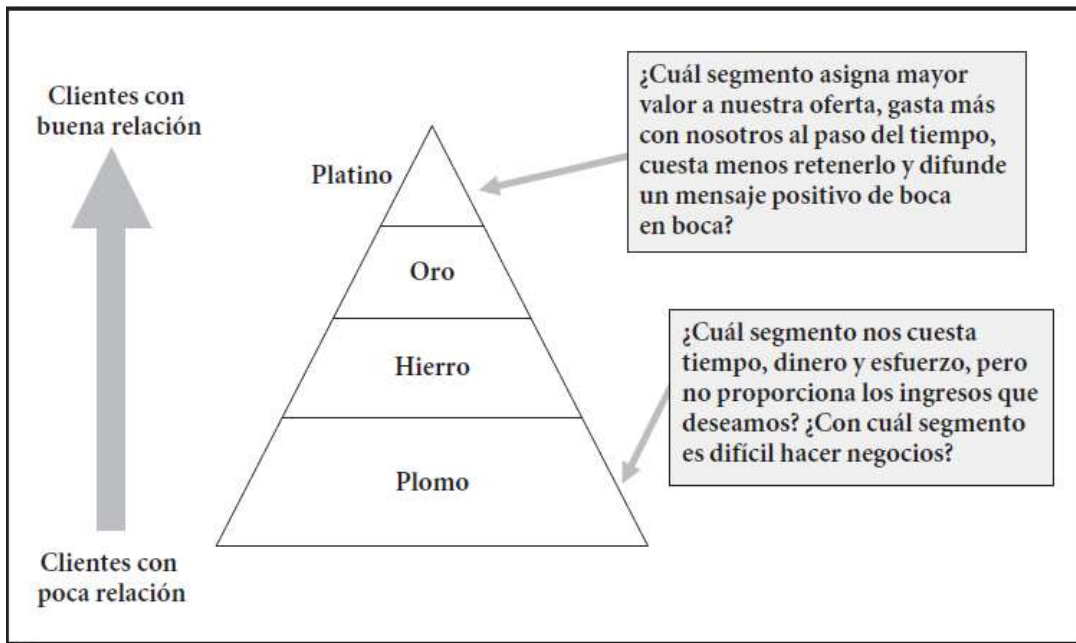 Clientes con
buena relación
Platino
Oro
Hierro
Plomo
Clientes con
poca relación
¿Cuál segmento asigna mayor
valor a nuestra oferta, gasta más
con nosotros al paso del tiempo,
cuesta menos retenerlo y difunde
un mensaje positivo de boca
en boca?
¿Cuál segmento nos cuesta
tiempo, dinero y esfuerzo, pero
no proporciona los ingresos que
deseamos? ¿Con cuál segmento
es difícil hacer negocios?